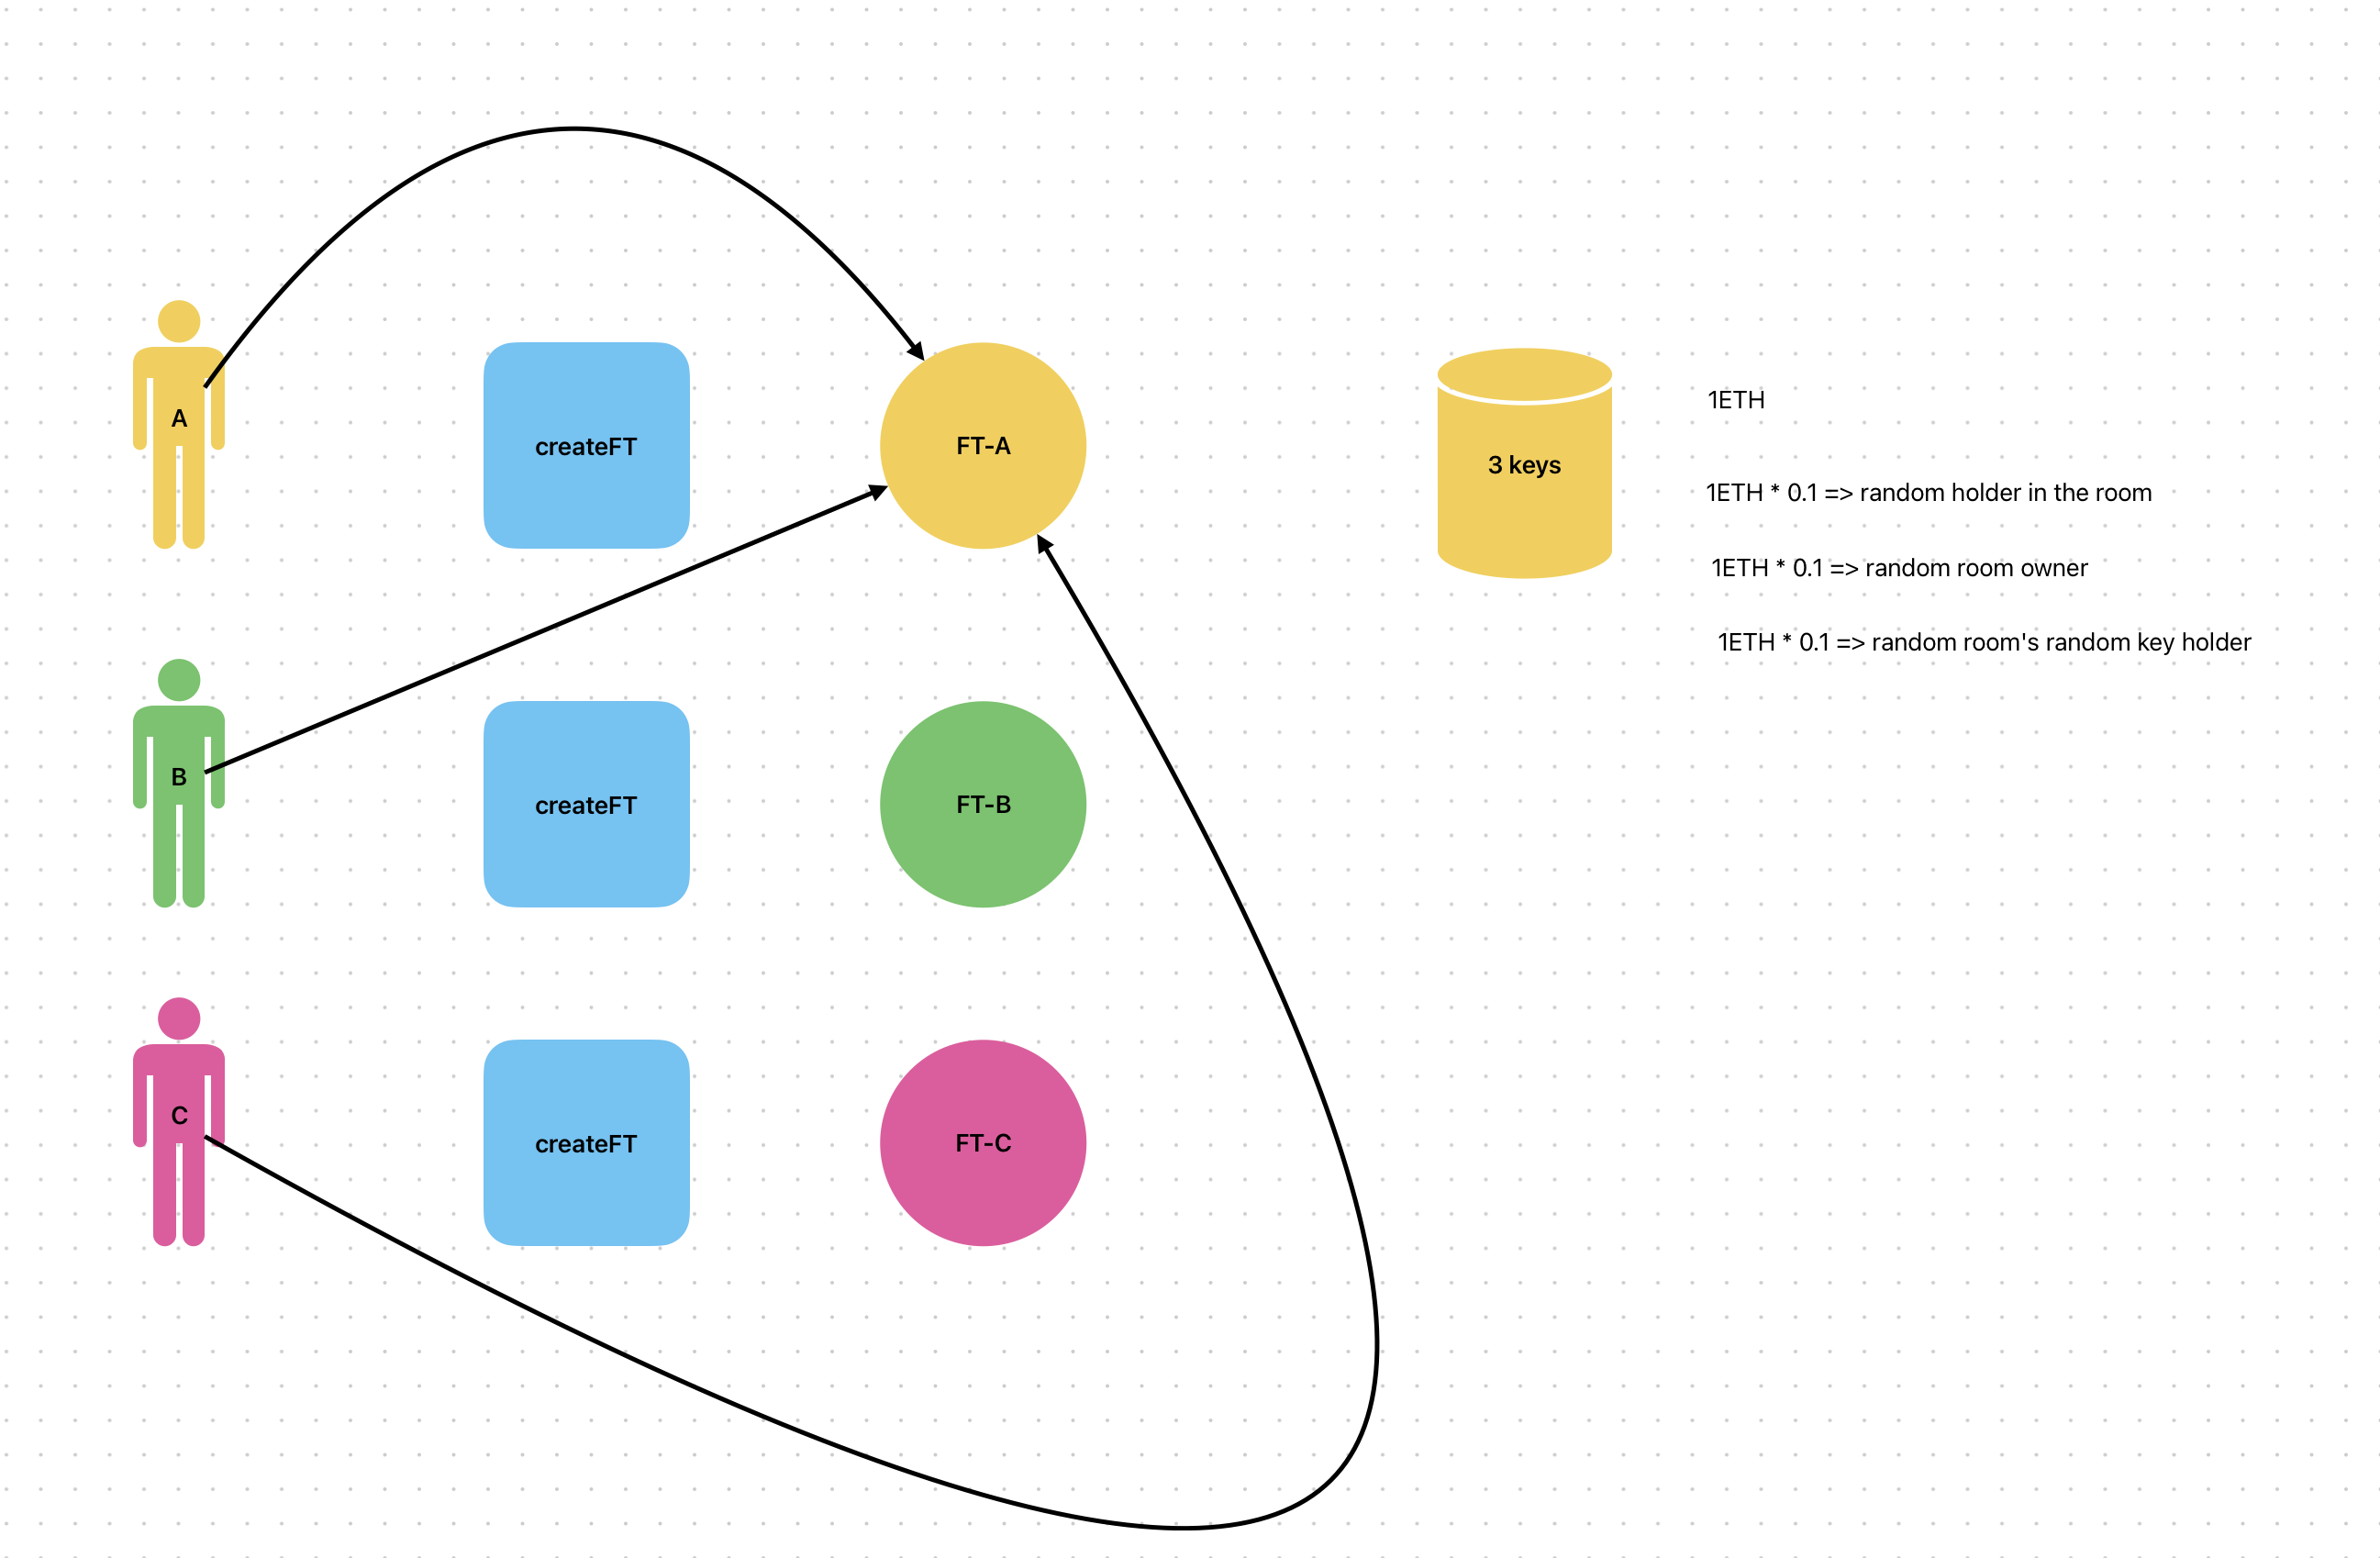 A
createFT
FT-A
3 keys
1ETH
1ETH * 0.1 => random holder in the room
1ETH * 0.1 => random room owner
1ETH * 0.1 => random room's random key holder
B
createFT
FT-B
C
createFT
FT-C